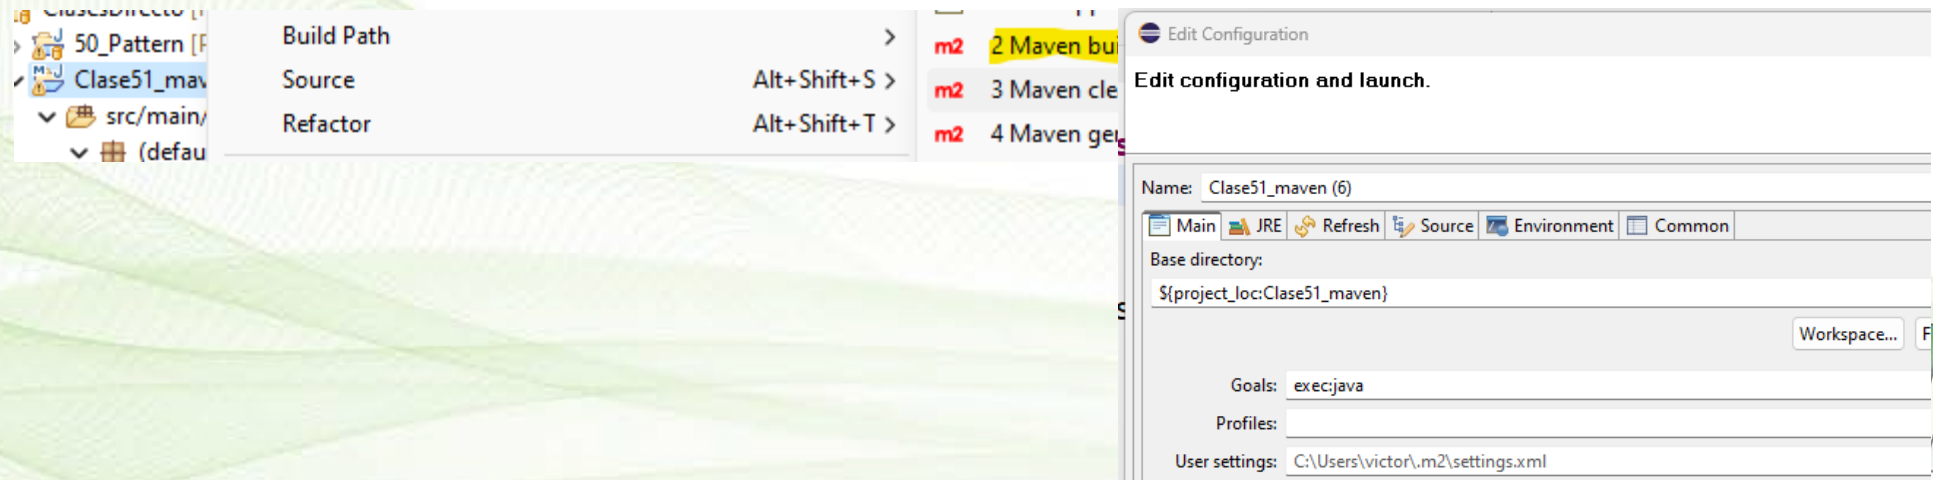 50_Pattern
Clase51_mav
src/main/
(defau
Build Path
Source Alt+Shift+S
Refactor Alt+Shift+T
m2 2 Maven bui
m2 3 Maven cle
m2 4 Maven ger
Edit Configuration
Edit configuration and launch.
Name: Clase51_maven (6)
Main JRE Refresh Source Environment Common
Base directory:
${project_loc:Clase51_maven}
Workspace... F
Goals: exec:java
Profiles:
User settings: C:\Users\victor\.m2\settings.xml